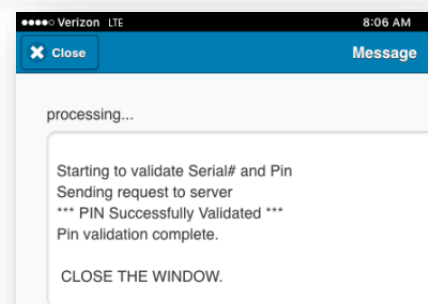 Verizon LTE 8:06 AM
✖ Close Message
processing...
Starting to validate Serial# and Pin
Sending request to server
*** PIN Successfully Validated ***
Pin validation complete.
CLOSE THE WINDOW.